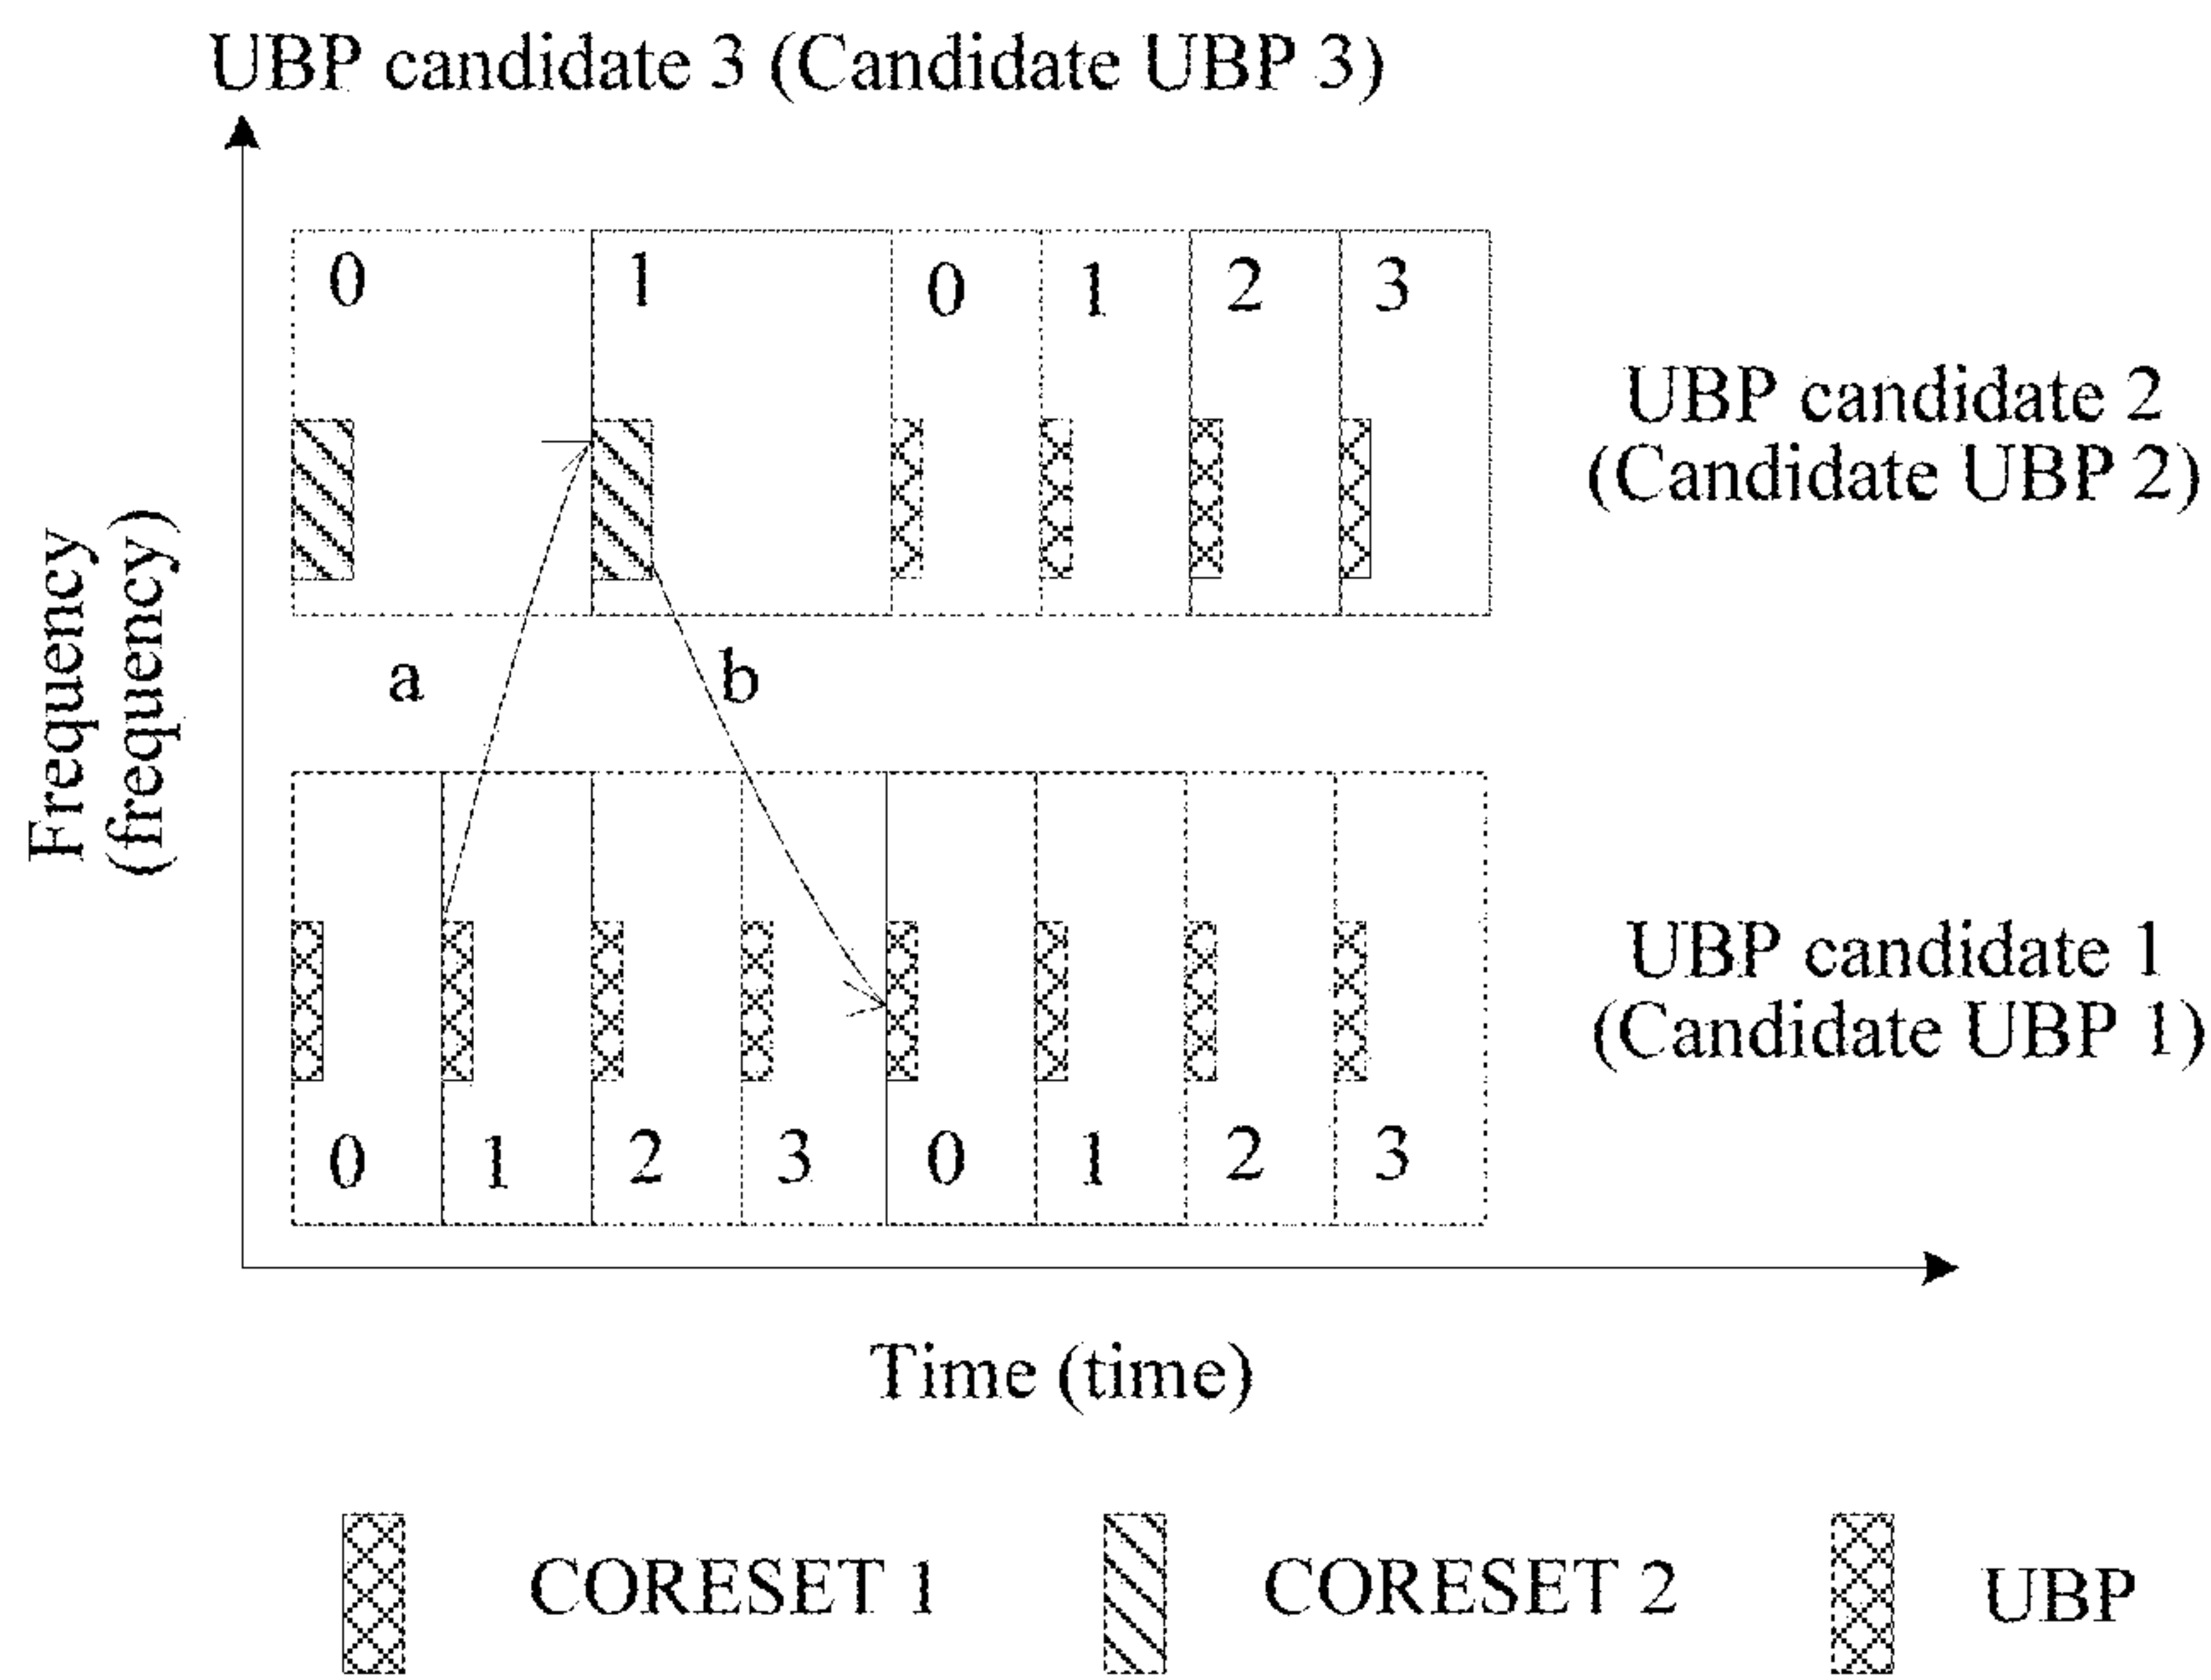 UBP candidate 3 (Candidate UBP 3)
0 1 0 1 2 3
UBP candidate 2
(Candidate UBP 2)
Frequency
(frequency)
a b
UBP candidate 1
(Candidate UBP 1)
0 1 2 3 0 1 2 3
Time (time)
CORESET 1 CORESET 2 UBP